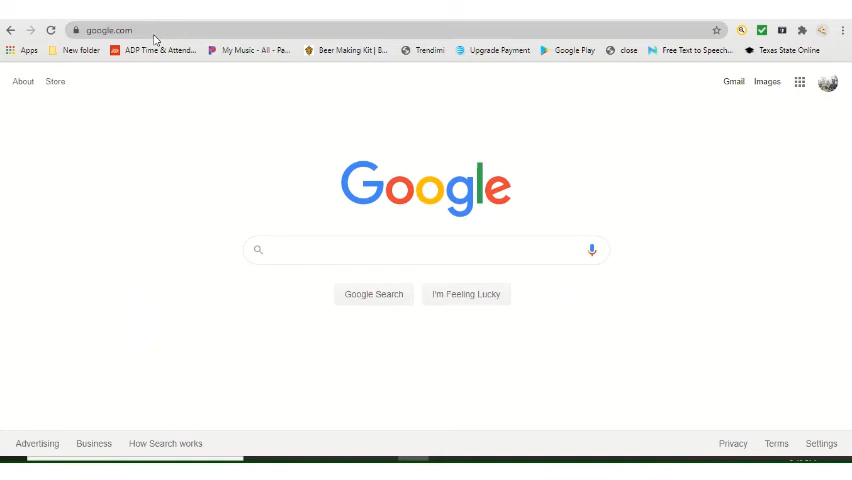 google.com
Apps New folder ADP Time & Attend... My Music - All - Pa... Beer Making Kit | B... Trendimi Upgrade Payment Google Play close Free Text to Speech... Texas State Online
About Store Gmail Images
Google
Google Search I'm Feeling Lucky
Advertising Business How Search works Privacy Terms Settings